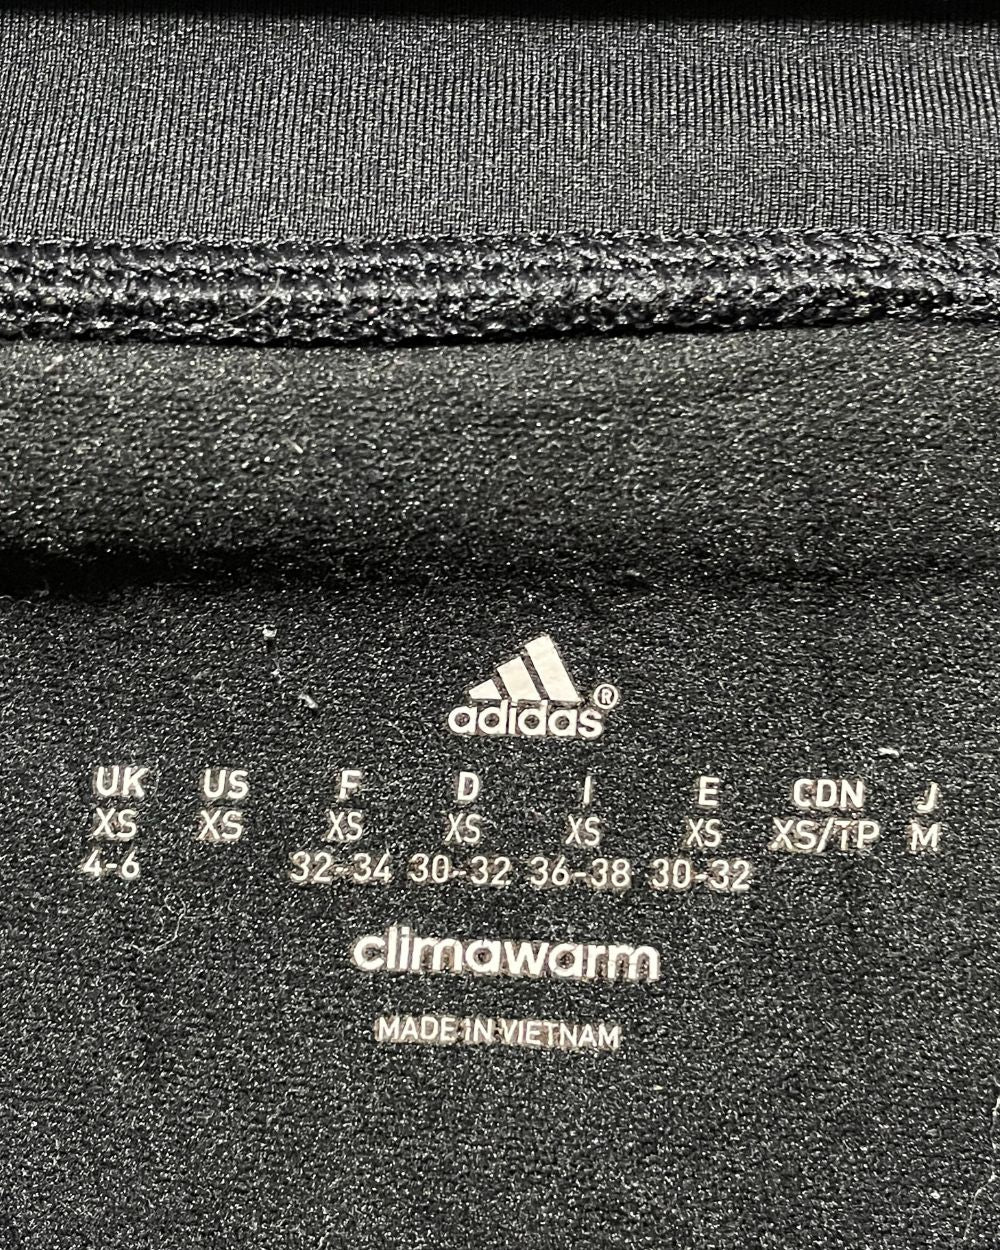 adidas®
UK US F D I E CDN J
XS XS XS XS XS XS XS/TP M
4-6 32-34 30-32 36-38 30-32
climawarm
MADE IN VIETNAM